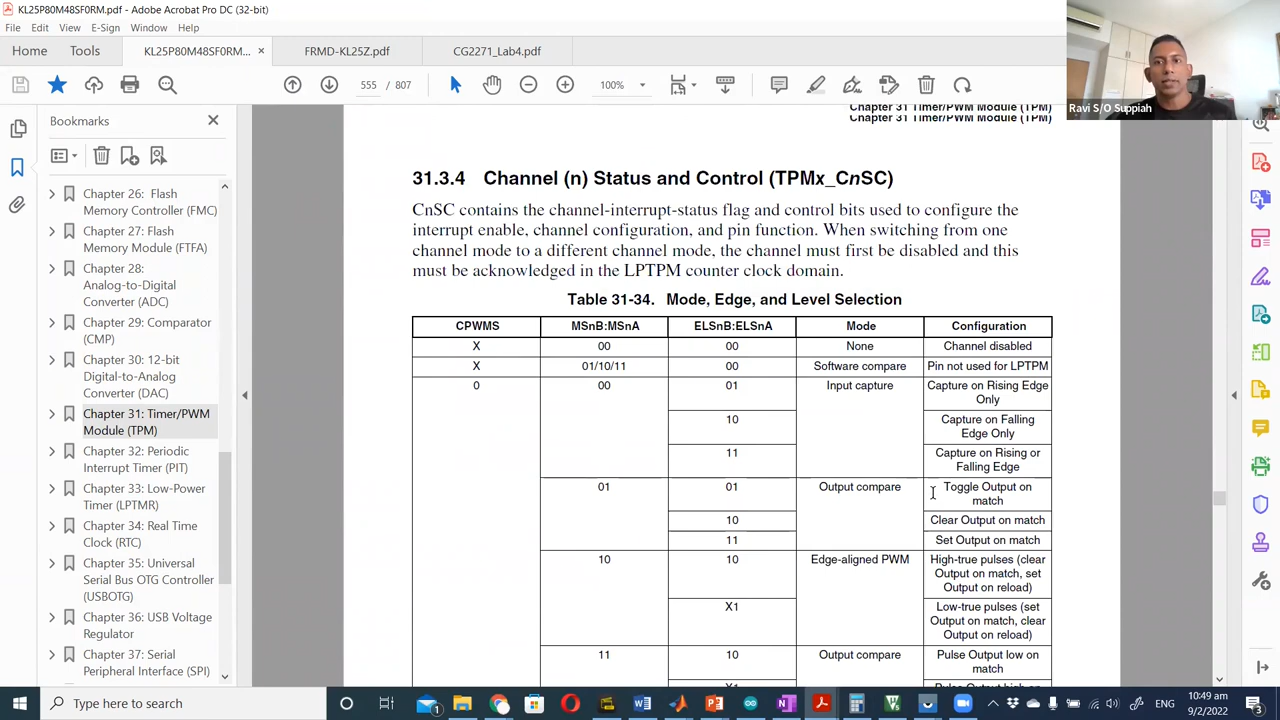 KL25P80M48SF0RM.pdf - Adobe Acrobat Pro DC (32-bit)
File Edit View E-Sign Window Help
Home Tools KL25P80M48SF0RM... × FRMD-KL25Z.pdf CG2271_Lab4.pdf
555 / 807 100%
Ravi S/O Suppiah
Bookmarks
Chapter 26: Flash
Memory Controller (FMC)
Chapter 27: Flash
Memory Module (FTFA)
Chapter 28:
Analog-to-Digital
Converter (ADC)
Chapter 29: Comparator
(CMP)
Chapter 30: 12-bit
Digital-to-Analog
Converter (DAC)
Chapter 31: Timer/PWM
Module (TPM)
Chapter 32: Periodic
Interrupt Timer (PIT)
Chapter 33: Low-Power
Timer (LPTMR)
Chapter 34: Real Time
Clock (RTC)
Chapter 35: Universal
Serial Bus OTG Controller
(USBOTG)
Chapter 36: USB Voltage
Regulator
Chapter 37: Serial
Peripheral Interface (SPI)
Chapter 31 Timer/PWM Module (TPM)
Chapter 31 Timer/PWM Module (TPM)
31.3.4 Channel (n) Status and Control (TPMx_CnSC)
CnSC contains the channel-interrupt-status flag and control bits used to configure the
interrupt enable, channel configuration, and pin function. When switching from one
channel mode to a different channel mode, the channel must first be disabled and this
must be acknowledged in the LPTPM counter clock domain.
Table 31-34. Mode, Edge, and Level Selection
CPWMS MSnB:MSnA ELSnB:ELSnA Mode Configuration
X 00 00 None Channel disabled
X 01/10/11 00 Software compare Pin not used for LPTPM
0 00 01 Input capture Capture on Rising Edge
Only
10 Capture on Falling
Edge Only
11 Capture on Rising or
Falling Edge
01 01 Output compare Toggle Output on
match
10 Clear Output on match
11 Set Output on match
10 10 Edge-aligned PWM High-true pulses (clear
Output on match, set
Output on reload)
X1 Low-true pulses (set
Output on match, clear
Output on reload)
11 10 Output compare Pulse Output low on
match
Type here to search
ENG
10:49 am
9/2/2022